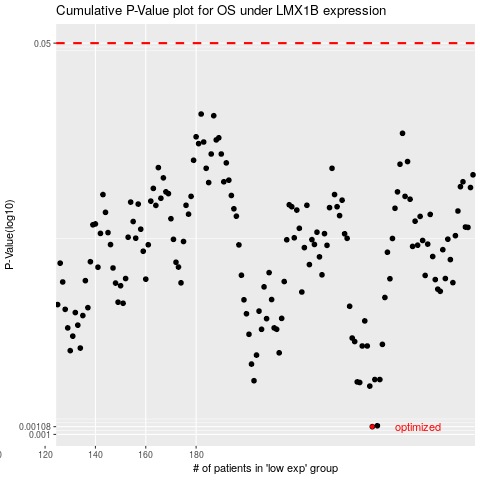 Cumulative P-Value plot for OS under LMX1B expression
P-Value(log10)
0.05
0.00108
0.001
optimized
0
120
140
160
180
# of patients in 'low exp' group